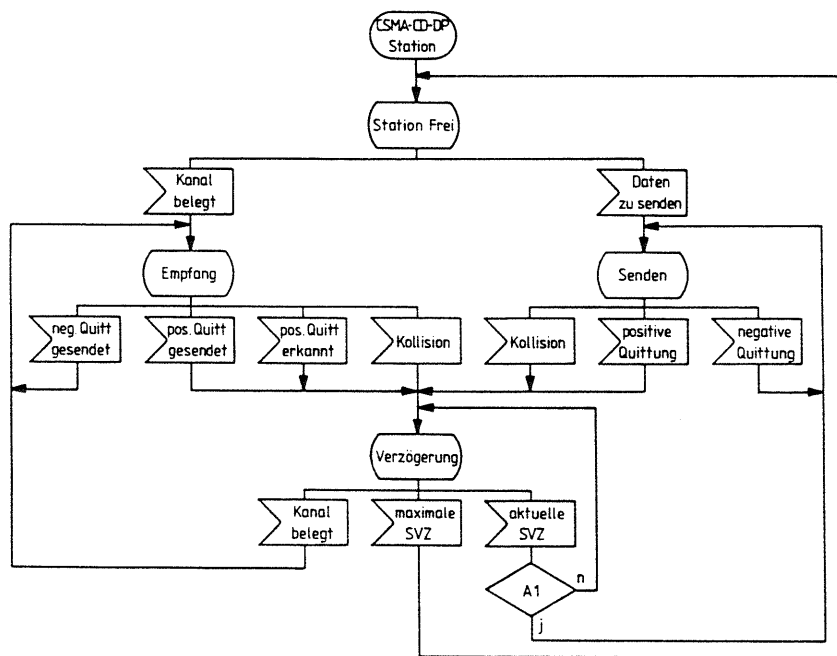 CSMA-CD-DP
Station
Station Frei
Kanal
belegt
Daten
zu senden
Empfang
Senden
neg. Quitt
gesendet
pos. Quitt
gesendet
pos. Quitt
erkannt
Kollision
Kollision
positive
Quittung
negative
Quittung
Verzögerung
Kanal
belegt
maximale
SVZ
aktuelle
SVZ
A1
n
j